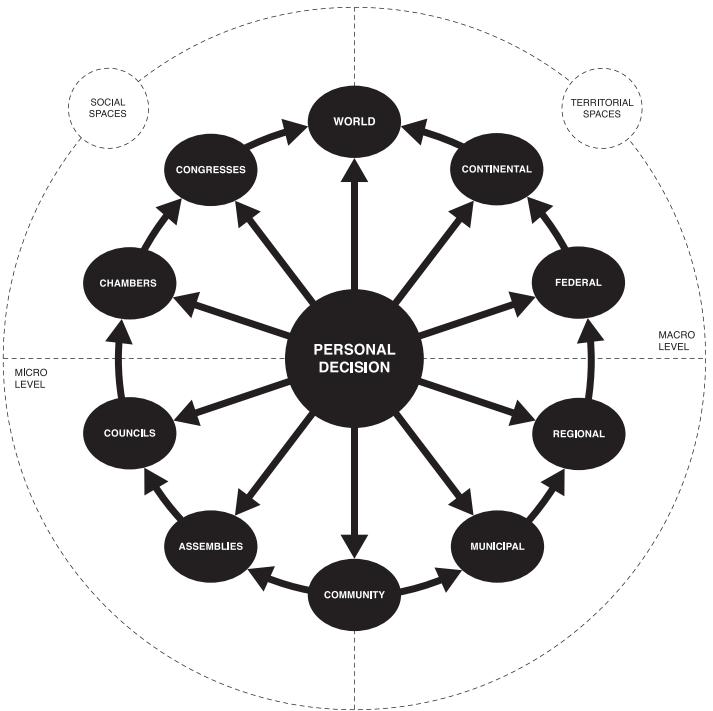 SOCIAL
SPACES
TERRITORIAL
SPACES
WORLD
CONGRESSES
CONTINENTAL
CHAMBERS
FEDERAL
MACRO
LEVEL
PERSONAL
DECISION
MICRO
LEVEL
COUNCILS
REGIONAL
ASSEMBLIES
MUNICIPAL
COMMUNITY